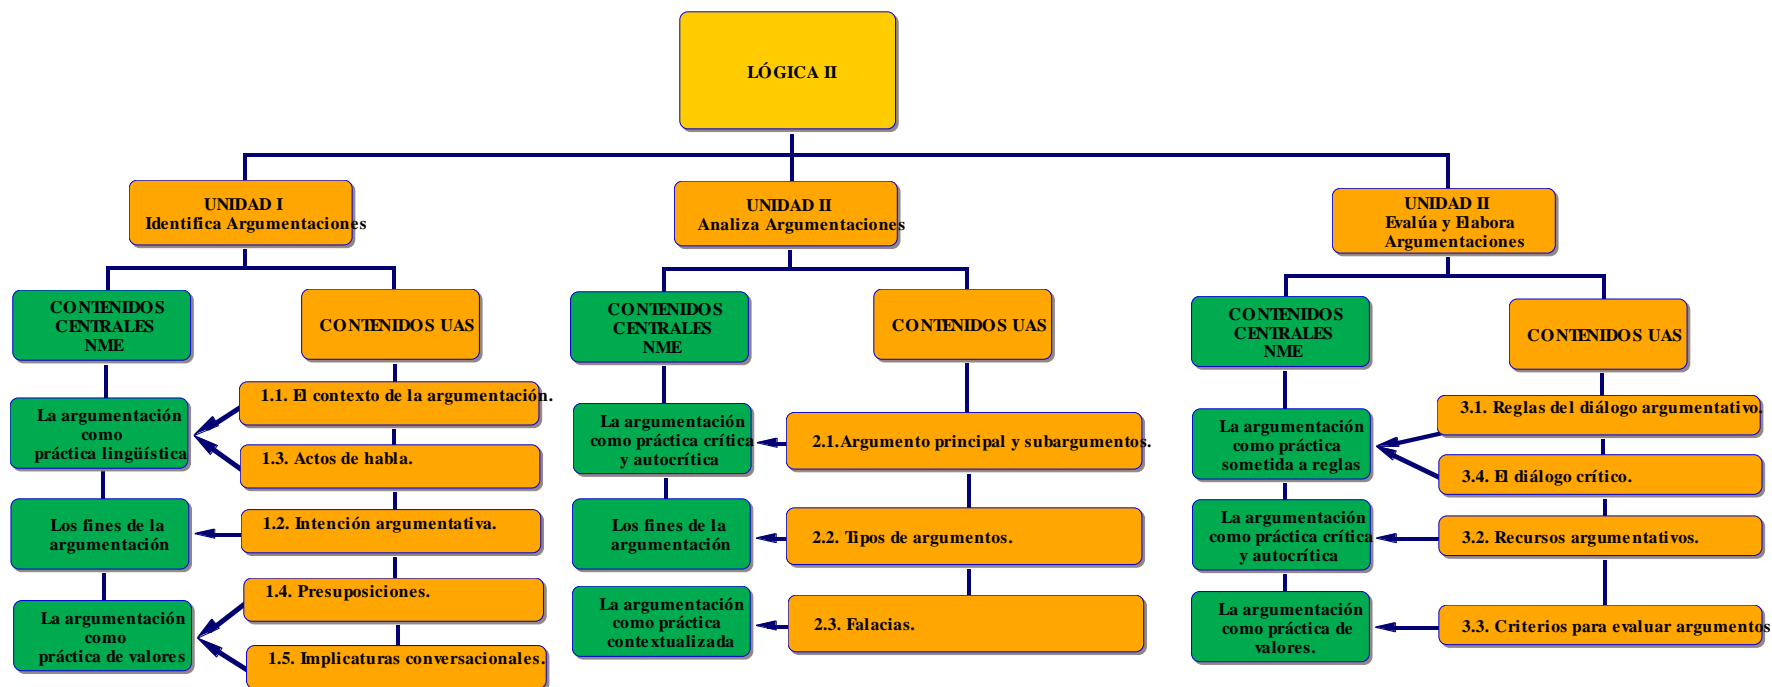 LÓGICA II
UNIDAD I
Identifica Argumentaciones
CONTENIDOS
CENTRALES
NME
CONTENIDOS UAS
La argumentación
como
práctica lingüística
Los fines de la
argumentación
La argumentación
como
práctica de valores
1.1. El contexto de la argumentación.
1.3. Actos de habla.
1.2. Intención argumentativa.
1.4. Presuposiciones.
1.5. Implicaturas conversacionales.
UNIDAD II
Analiza Argumentaciones
CONTENIDOS
CENTRALES
NME
CONTENIDOS UAS
La argumentación
como práctica crítica
y autocrítica
Los fines de la
argumentación
La argumentación
como práctica
contextualizada
2.1.Argumento principal y subargumentos.
2.2. Tipos de argumentos.
2.3. Falacias.
UNIDAD II
Evalúa y Elabora
Argumentaciones
CONTENIDOS
CENTRALES
NME
CONTENIDOS UAS
La argumentación
como práctica
sometida a reglas
La argumentación
como práctica crítica
y autocrítica
La argumentación
como práctica de
valores.
3.1. Reglas del diálogo argumentativo.
3.4. El diálogo crítico.
3.2. Recursos argumentativos.
3.3. Criterios para evaluar argumentos